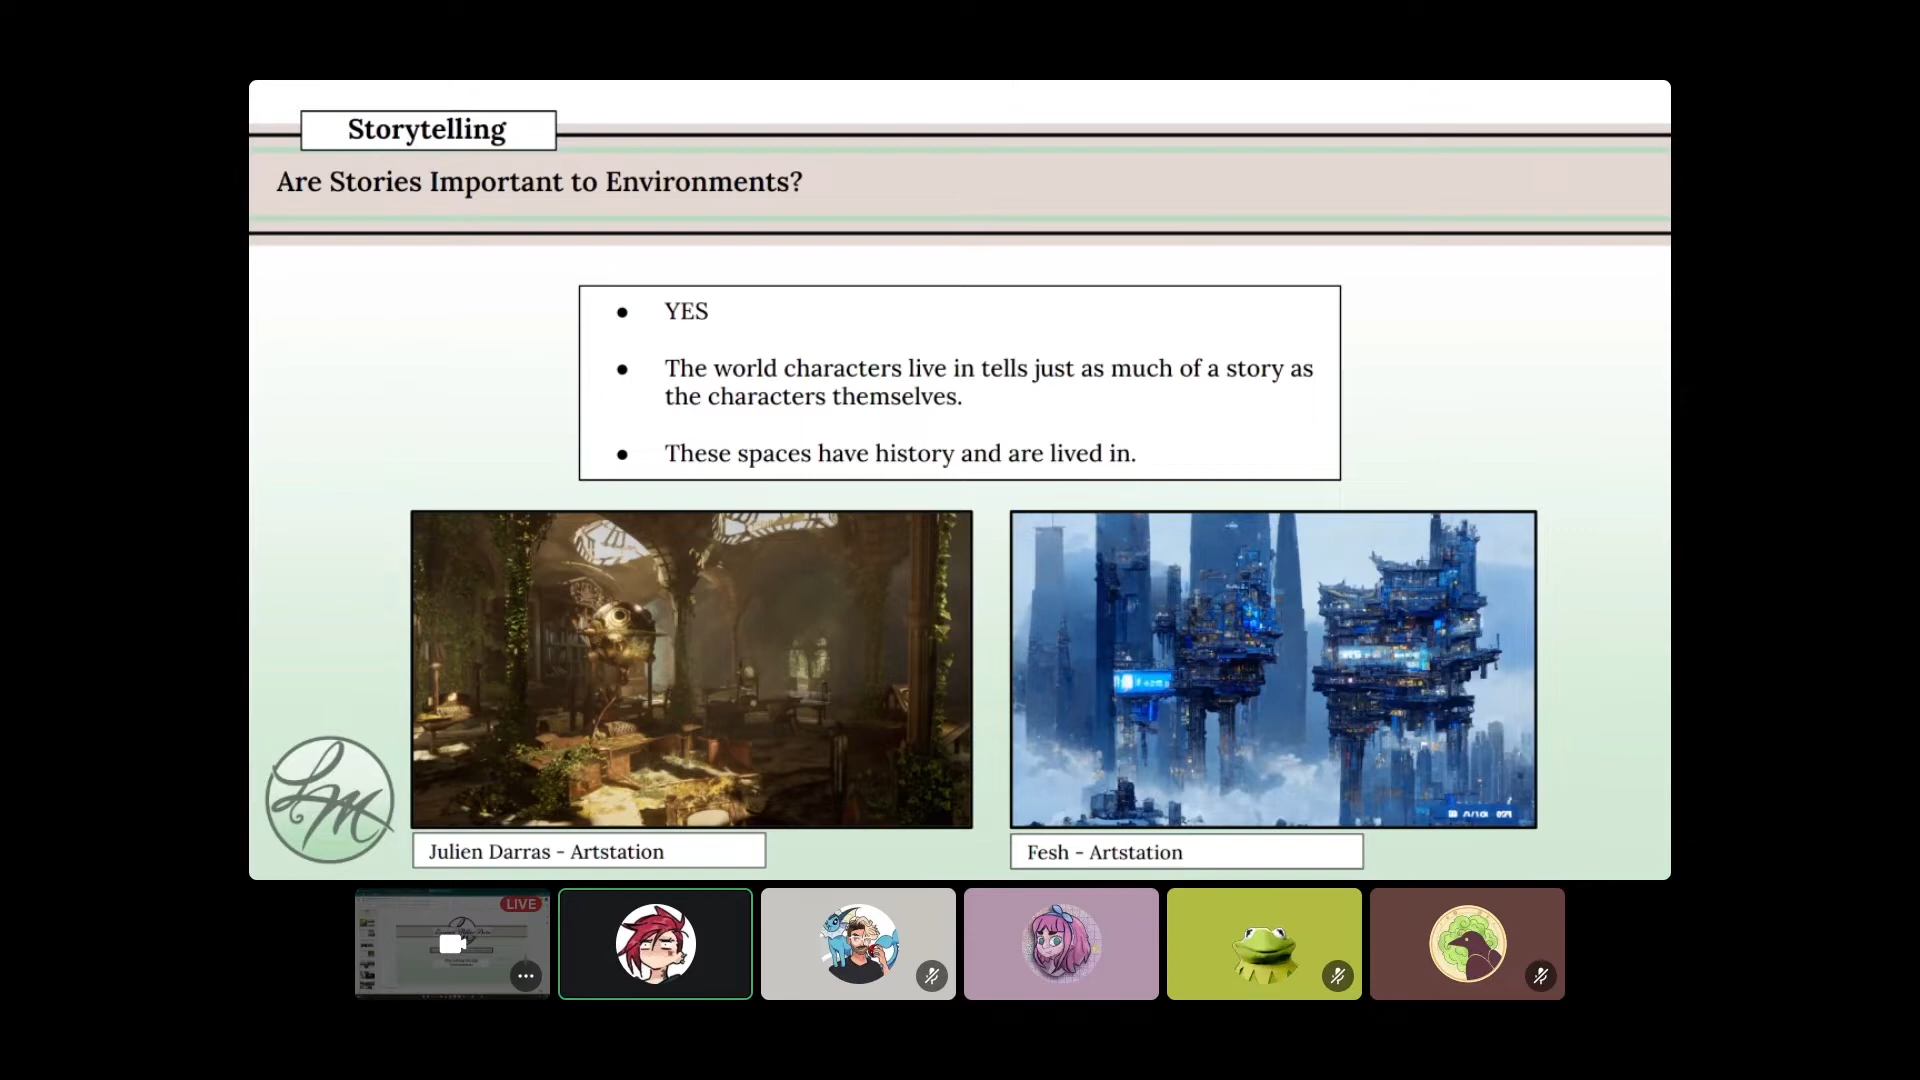 Storytelling
Are Stories Important to Environments?
● YES
● The world characters live in tells just as much of a story as
the characters themselves.
● These spaces have history and are lived in.
LM
Julien Darras - Artstation
Fesh - Artstation
LIVE